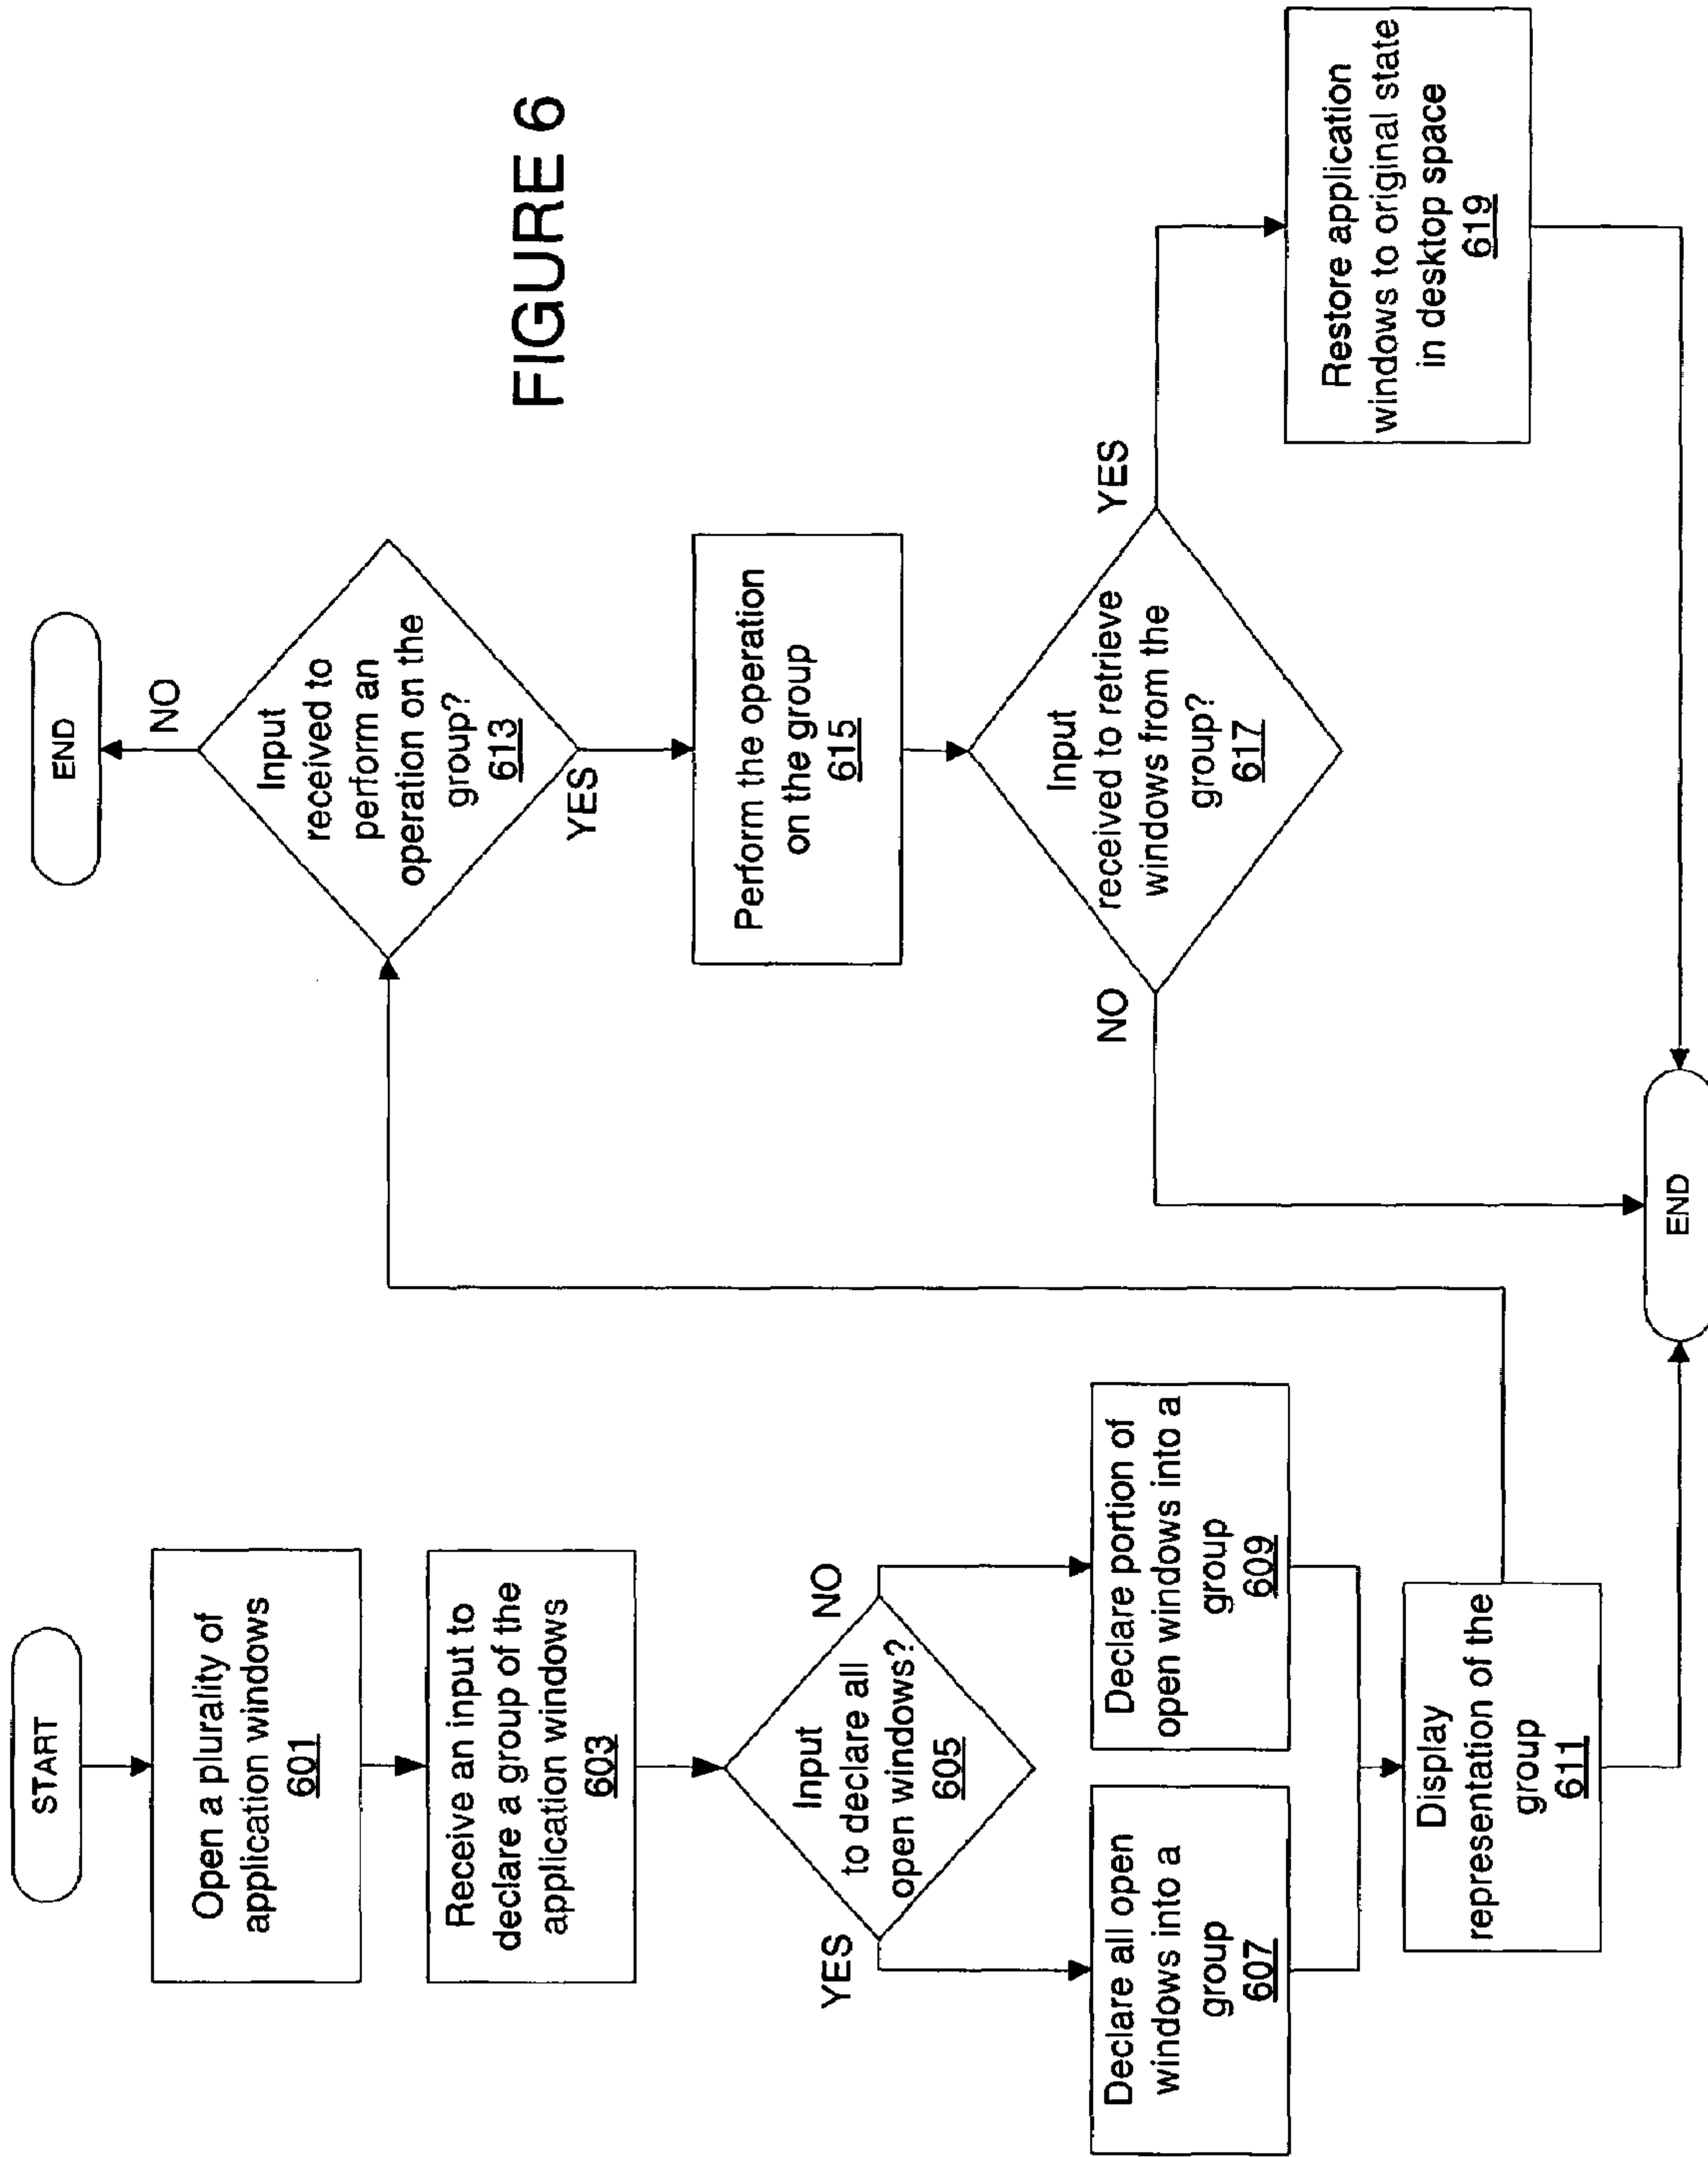 START
Open a plurality of
application windows
601
Receive an input to
declare a group of the
application windows
603
Input
to declare all
open windows?
605
YES
NO
Declare all open
windows into a
group
607
Declare portion of
open windows into a
group
609
Display
representation of the
group
611
END
END
NO
Input
received to
perform an
operation on the
group?
613
YES
Perform the operation
on the group
615
Input
received to retrieve
windows from the
group?
617
NO
YES
Restore application
windows to original state
in desktop space
619
FIGURE 6